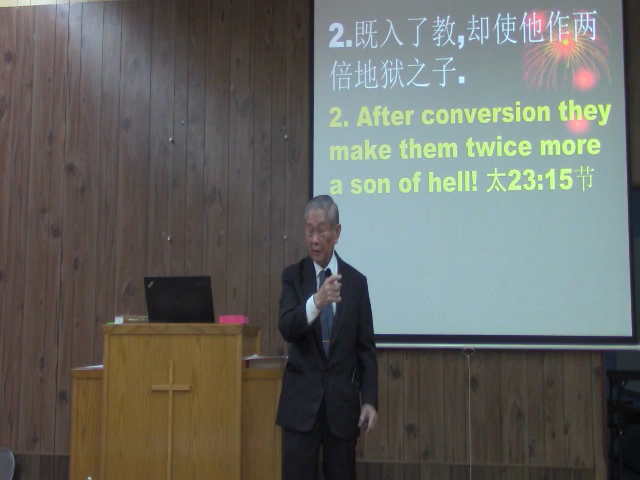 2.既入了教,却使他作两
倍地狱之子.
2. After conversion they
make them twice more
a son of hell! 太23:15节